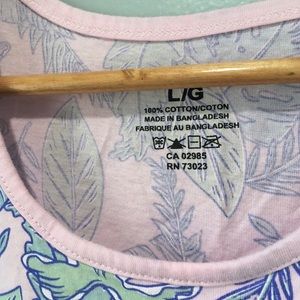 L/G
100% COTTON/COTON
MADE IN BANGLADESH
FABRIQUE AU BANGLADESH
CA 02985
RN 73023